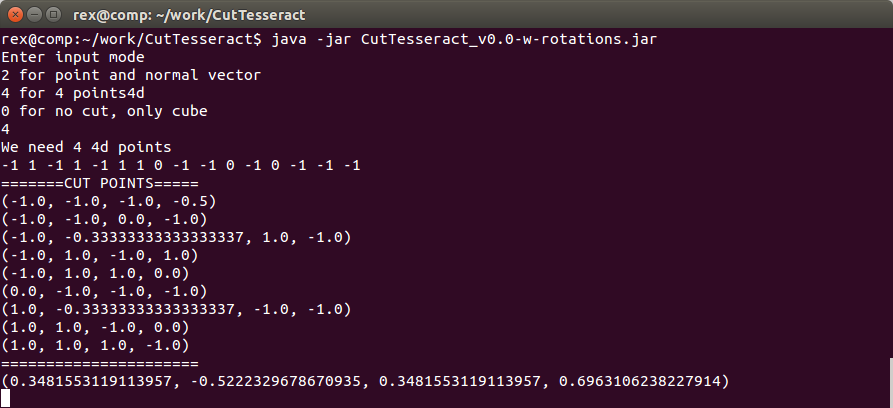 rex@comp: ~/work/CutTesseract
rex@comp:~/work/CutTesseract$ java -jar CutTesseract_v0.0-w-rotations.jar
Enter input mode
2 for point and normal vector
4 for 4 points4d
0 for no cut, only cube
4
We need 4 4d points
-1 1 -1 1 -1 1 1 0 -1 -1 0 -1 0 -1 -1 -1
=======CUT POINTS=====
(-1.0, -1.0, -1.0, -0.5)
(-1.0, -1.0, 0.0, -1.0)
(-1.0, -0.33333333333333337, 1.0, -1.0)
(-1.0, 1.0, -1.0, 1.0)
(-1.0, 1.0, 1.0, 0.0)
(0.0, -1.0, -1.0, -1.0)
(1.0, -0.33333333333333337, -1.0, -1.0)
(1.0, 1.0, -1.0, 0.0)
(1.0, 1.0, 1.0, -1.0)
======================
(0.3481553119113957, -0.5222329678670935, 0.3481553119113957, 0.6963106238227914)